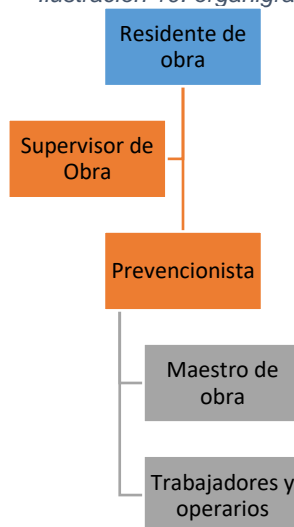 Residente de
obra
Supervisor de
Obra
Prevencionista
Maestro de
obra
Trabajadores y
operarios